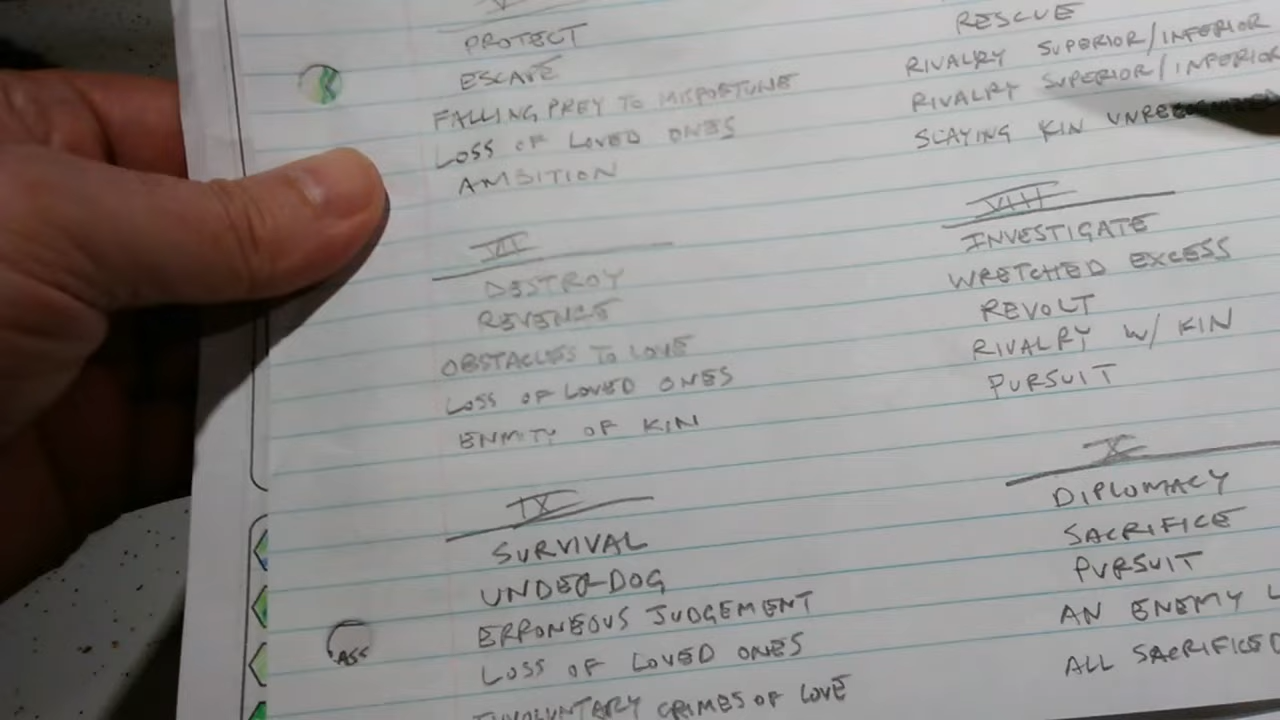 PROTECT
ESCAPE
FALLING PREY TO MISFORTUNE
LOSS OF LOVED ONES
AMBITION
RESCUE
RIVALRY SUPERIOR/INFERIOR
RIVALRY SUPERIOR/INFERIOR
SLAYING KIN
VII
DESTROY
REVENGE
OBSTACLES TO LOVE
LOSS OF LOVED ONES
ENMITY OF KIN
VIII
INVESTIGATE
WRETCHED EXCESS
REVOLT
RIVALRY W/ KIN
PURSUIT
IX
SURVIVAL
UNDERDOG
ERRONEOUS JUDGEMENT
LOSS OF LOVED ONES
INVOLUNTARY CRIMES OF LOVE
X
DIPLOMACY
SACRIFICE
PURSUIT
AN ENEMY L
ALL SACRIFICED
ASC